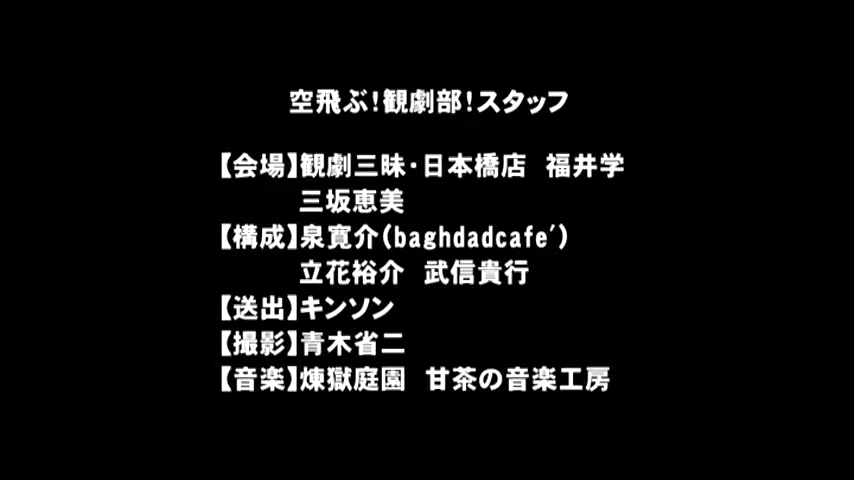 空飛ぶ!観劇部!スタッフ
【会場】観劇三昧・日本橋店　福井学
三坂恵美
【構成】泉寛介(baghdadcafe')
立花裕介　武信貴行
【送出】キンソン
【撮影】青木省二
【音楽】煉獄庭園　甘茶の音楽工房